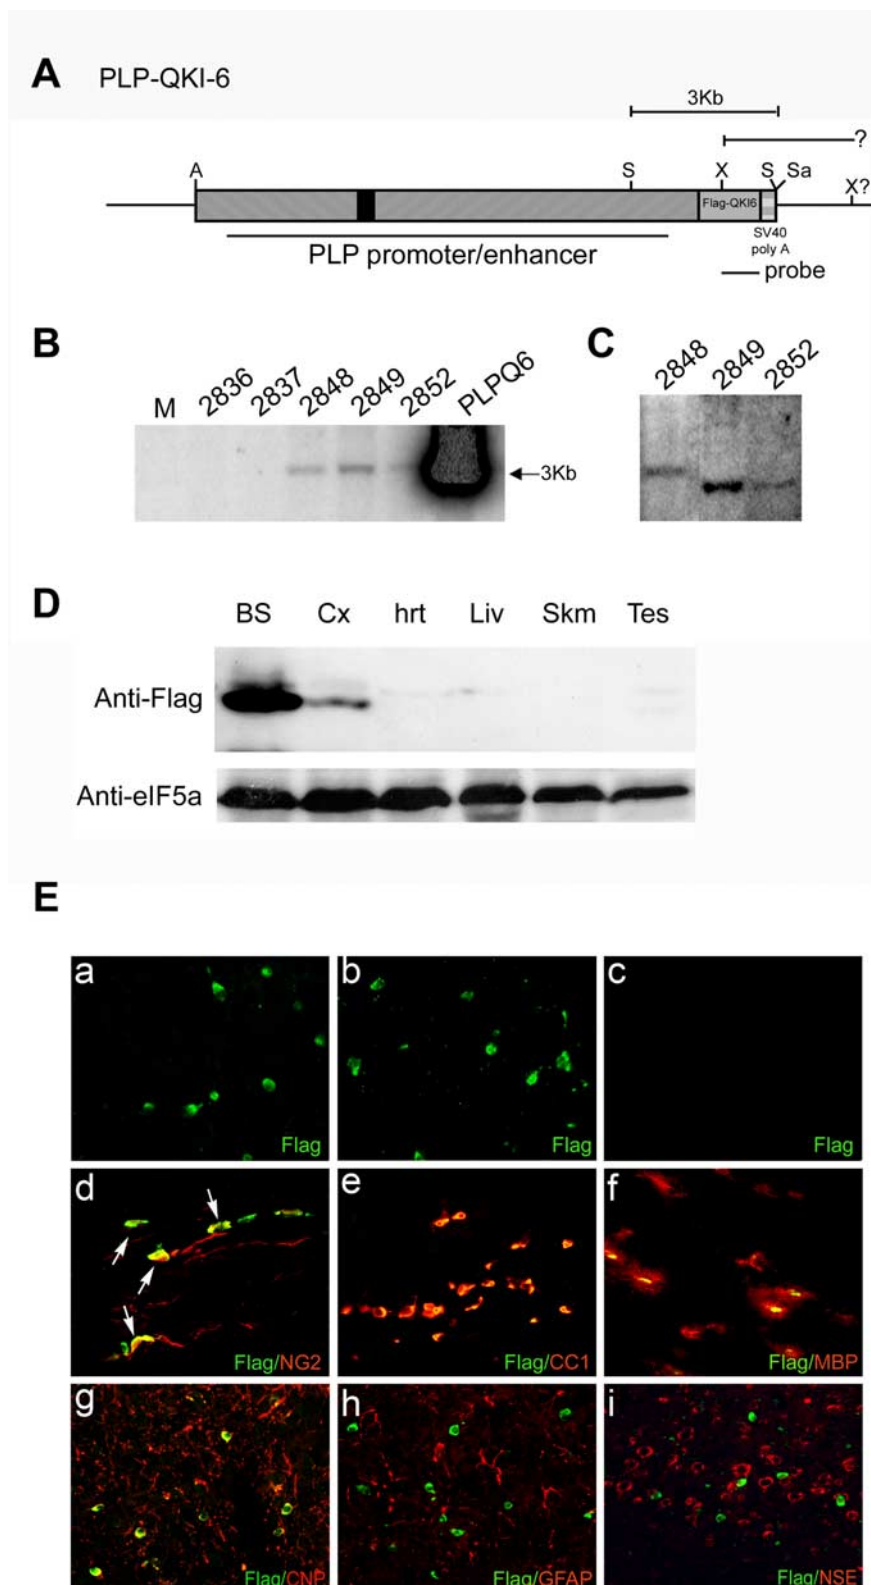 A PLP-QKI-6
3Kb
?
A S X S Sa
X?
Flag-QKI6
SV40
poly A
PLP promoter/enhancer
probe
B
M 2836 2837 2848 2849 2852 PLPQ6
3Kb
C
2848 2849 2852
D
BS Cx hrt Liv Skm Tes
Anti-Flag
Anti-eIF5a
E
a b c
Flag Flag Flag
d e f
Flag/NG2 Flag/CC1 Flag/MBP
g h i
Flag/CNP Flag/GFAP Flag/NSE